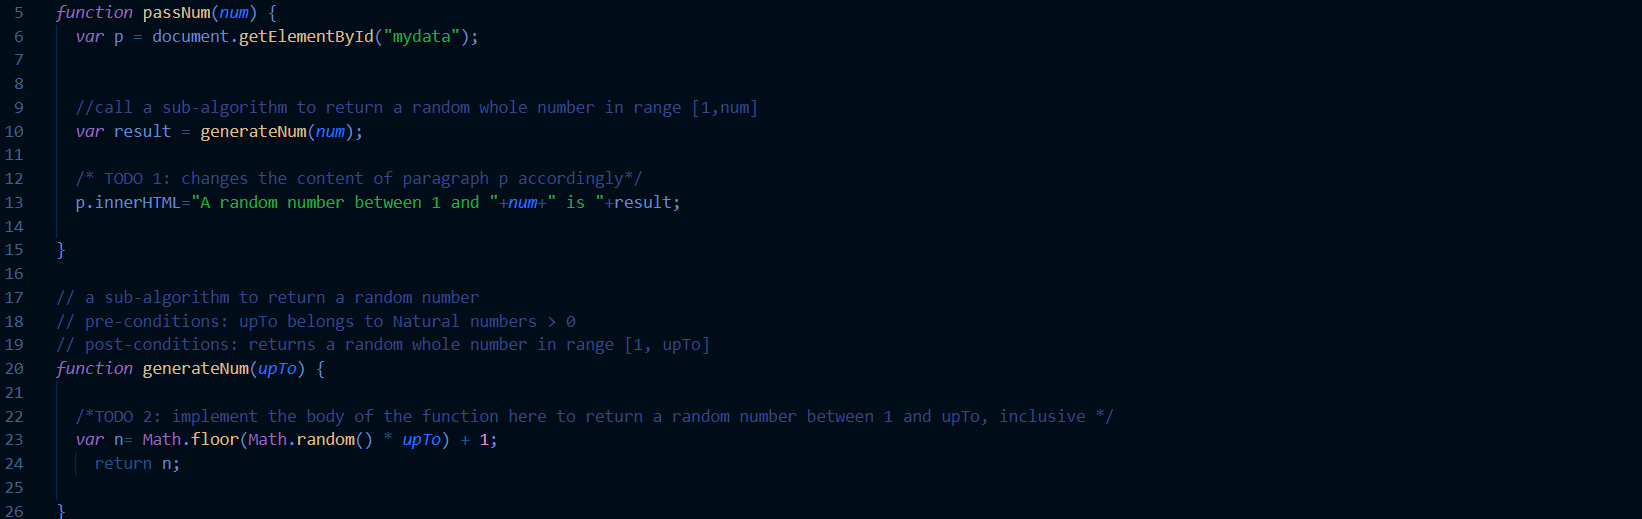 5 function passNum(num) {
6 var p = document.getElementById("mydata");
7
8
9 //call a sub-algorithm to return a random whole number in range [1,num]
10 var result = generateNum(num);
11
12 /* TODO 1: changes the content of paragraph p accordingly*/
13 p.innerHTML="A random number between 1 and "+num+" is "+result;
14
15 }
16
17 // a sub-algorithm to return a random number
18 // pre-conditions: upTo belongs to Natural numbers > 0
19 // post-conditions: returns a random whole number in range [1, upTo]
20 function generateNum(upTo) {
21
22 /*TODO 2: implement the body of the function here to return a random number between 1 and upTo, inclusive */
23 var n= Math.floor(Math.random() * upTo) + 1;
24 return n;
25
26 }